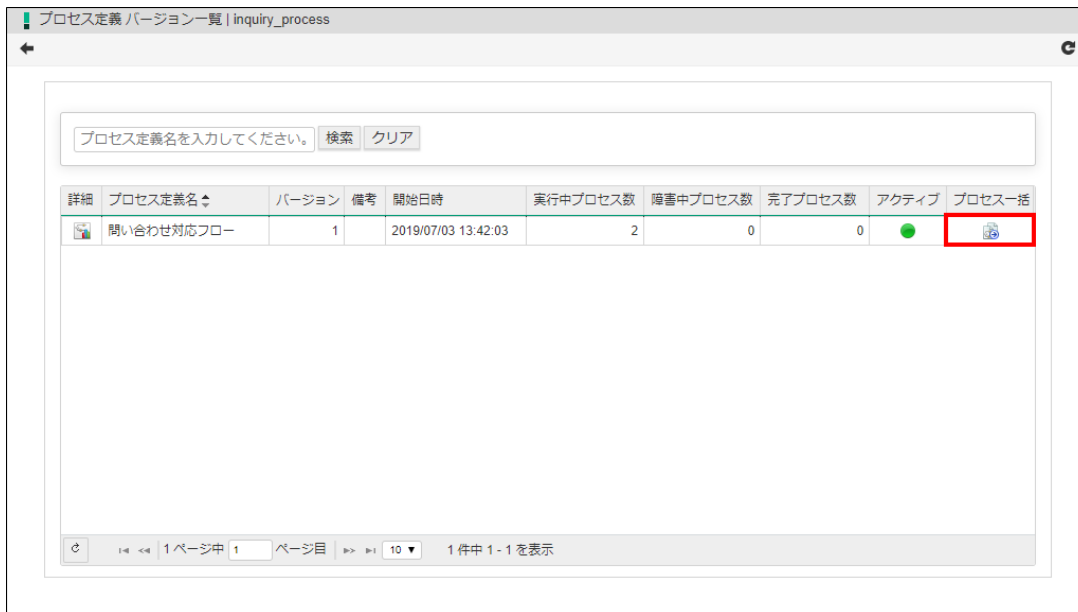 プロセス定義 バージョン一覧 | inquiry_process
プロセス定義名を入力してください。 検索 クリア
詳細 プロセス定義名 バージョン 備考 開始日時 実行中プロセス数 障害中プロセス数 完了プロセス数 アクティブ プロセス一括
問い合わせ対応フロー 1 2019/07/03 13:42:03 2 0 0
1 ページ中 1 ページ目 10 1 件中 1 - 1 を表示